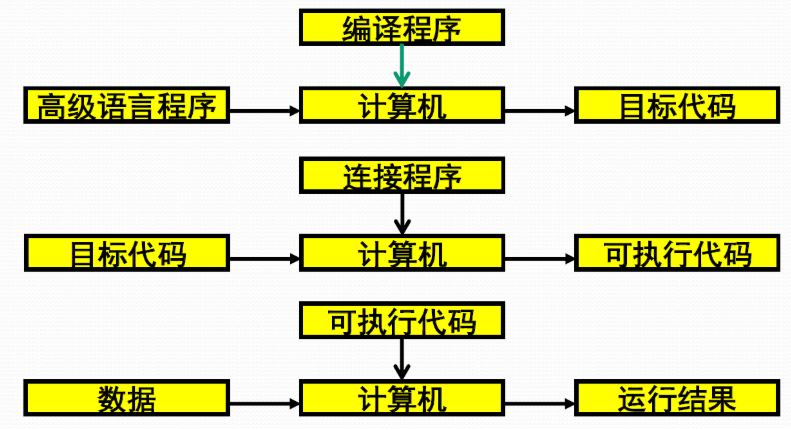 编译程序
高级语言程序
计算机
目标代码
连接程序
目标代码
计算机
可执行代码
可执行代码
数据
计算机
运行结果